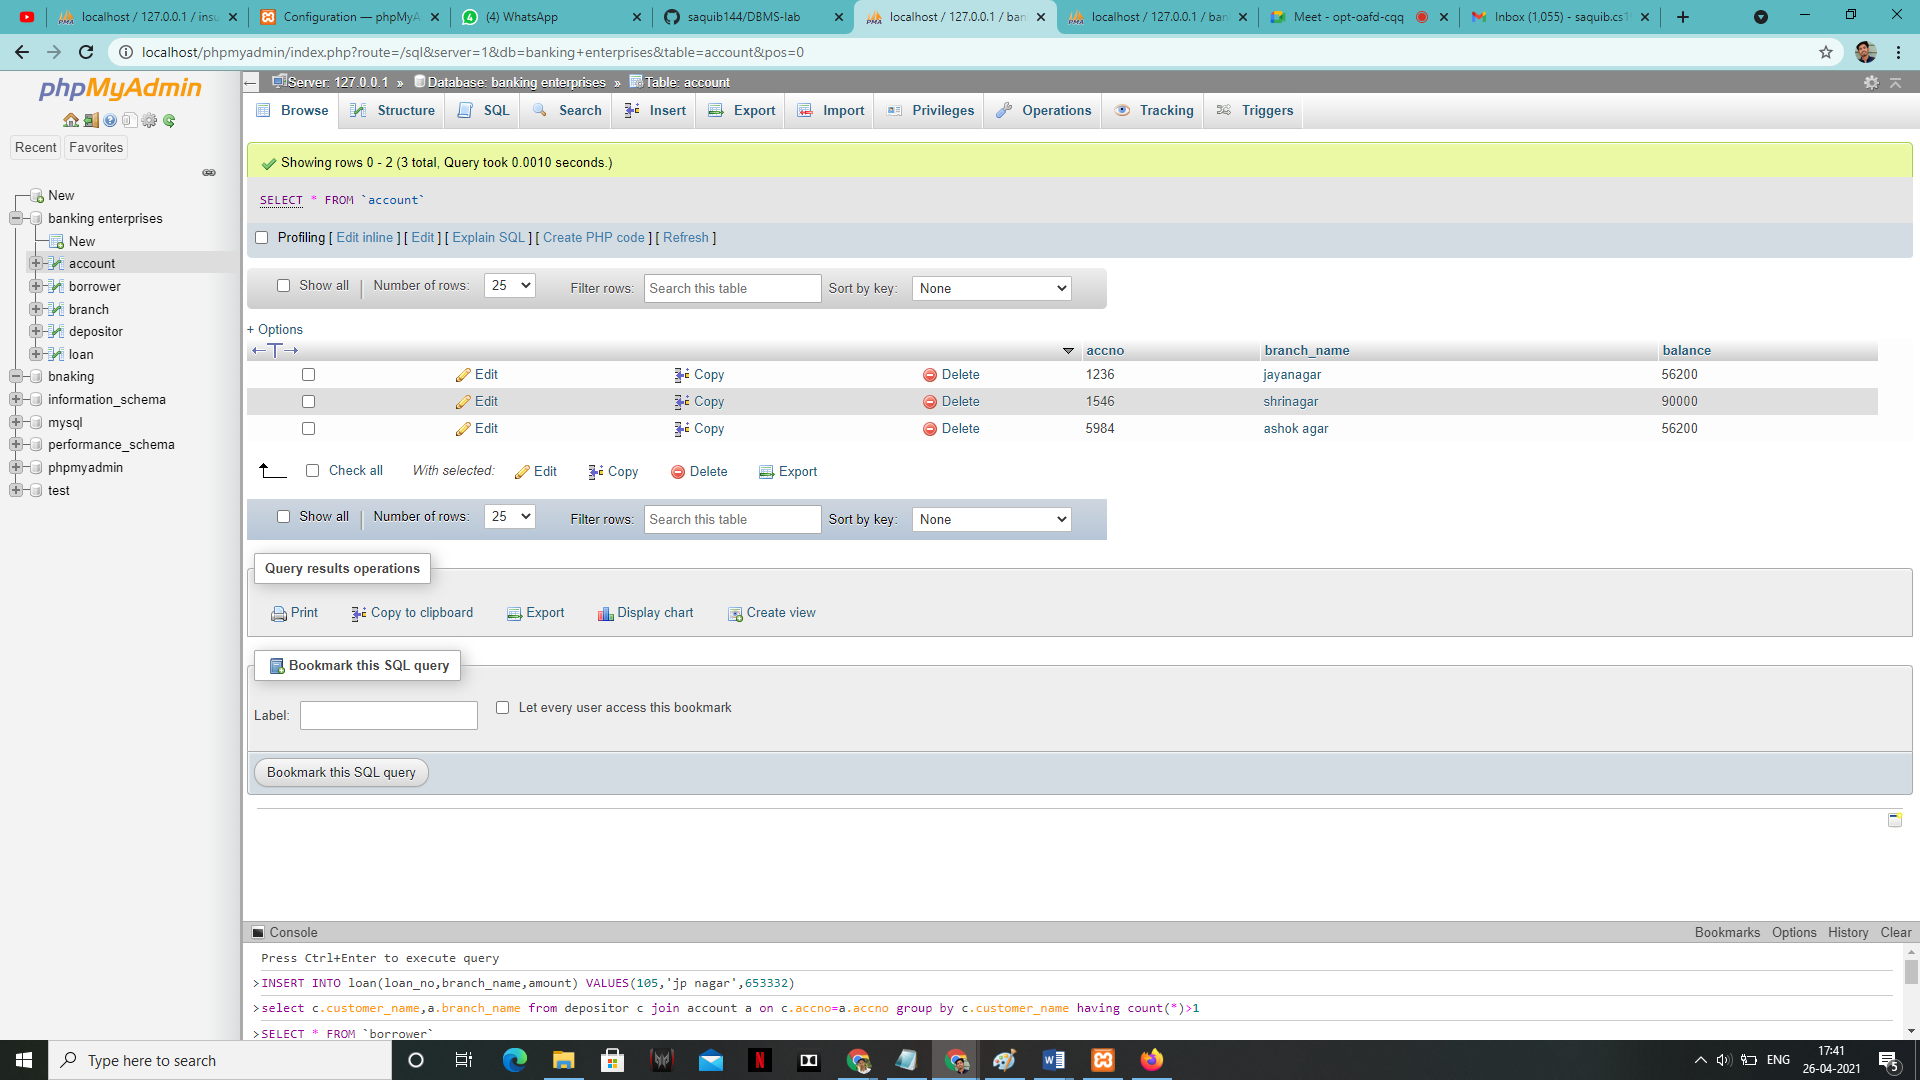 localhost / 127.0.0.1 / insu
Configuration — phpMyA
(4) WhatsApp
saquib144/DBMS-lab
localhost / 127.0.0.1 / ban
localhost / 127.0.0.1 / ban
Meet - opt-oafd-cqq
Inbox (1,055) - saquib.cs1
localhost/phpmyadmin/index.php?route=/sql&server=1&db=banking+enterprises&table=account&pos=0
phpMyAdmin
Recent Favorites
New
banking enterprises
New
account
borrower
branch
depositor
loan
bnaking
information_schema
mysql
performance_schema
phpmyadmin
test
Server: 127.0.0.1 » Database: banking enterprises » Table: account
Browse Structure SQL Search Insert Export Import Privileges Operations Tracking Triggers
Showing rows 0 - 2 (3 total, Query took 0.0010 seconds.)
SELECT * FROM `account`
Profiling [ Edit inline ] [ Edit ] [ Explain SQL ] [ Create PHP code ] [ Refresh ]
Show all | Number of rows: 25 Filter rows: Search this table Sort by key: None
+ Options
←T→ accno branch_name balance
Edit Copy Delete 1236 jayanagar 56200
Edit Copy Delete 1546 shrinagar 90000
Edit Copy Delete 5984 ashok agar 56200
Check all With selected: Edit Copy Delete Export
Show all | Number of rows: 25 Filter rows: Search this table Sort by key: None
Query results operations
Print Copy to clipboard Export Display chart Create view
Bookmark this SQL query
Label: Let every user access this bookmark
Bookmark this SQL query
Console Bookmarks Options History Clear
Press Ctrl+Enter to execute query
>INSERT INTO loan(loan_no,branch_name,amount) VALUES(105,'jp nagar',653332)
>select c.customer_name,a.branch_name from depositor c join account a on c.accno=a.accno group by c.customer_name having count(*)>1
>SELECT * FROM `borrower`
Type here to search
ENG
17:41
26-04-2021
5